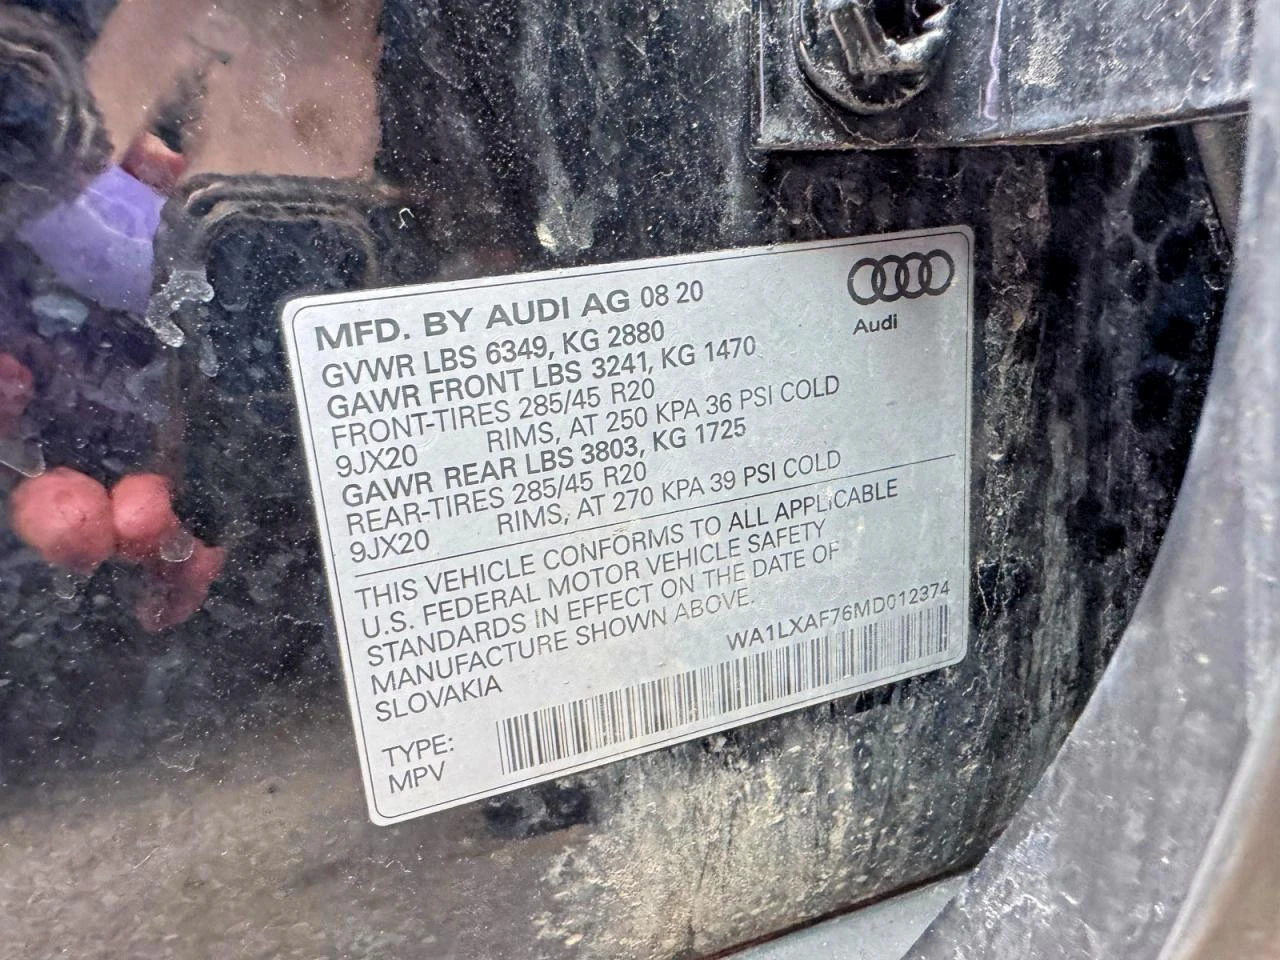 MFD. BY AUDI AG 08 20
GVWR LBS 6349, KG 2880
GAWR FRONT LBS 3241, KG 1470
FRONT-TIRES 285/45 R20
9JX20 RIMS, AT 250 KPA 36 PSI COLD
GAWR REAR LBS 3803, KG 1725
REAR-TIRES 285/45 R20
9JX20 RIMS, AT 270 KPA 39 PSI COLD
Audi
THIS VEHICLE CONFORMS TO ALL APPLICABLE
U.S. FEDERAL MOTOR VEHICLE SAFETY
STANDARDS IN EFFECT ON THE DATE OF
MANUFACTURE SHOWN ABOVE.
SLOVAKIA
WA1LXAF76MD012374
TYPE:
MPV